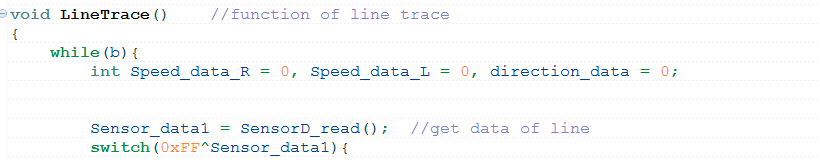 void LineTrace()    //function of line trace
{
    while(b){
        int Speed_data_R = 0, Speed_data_L = 0, direction_data = 0;
        Sensor_data1 = SensorD_read();  //get data of line
        switch(0xFF^Sensor_data1){